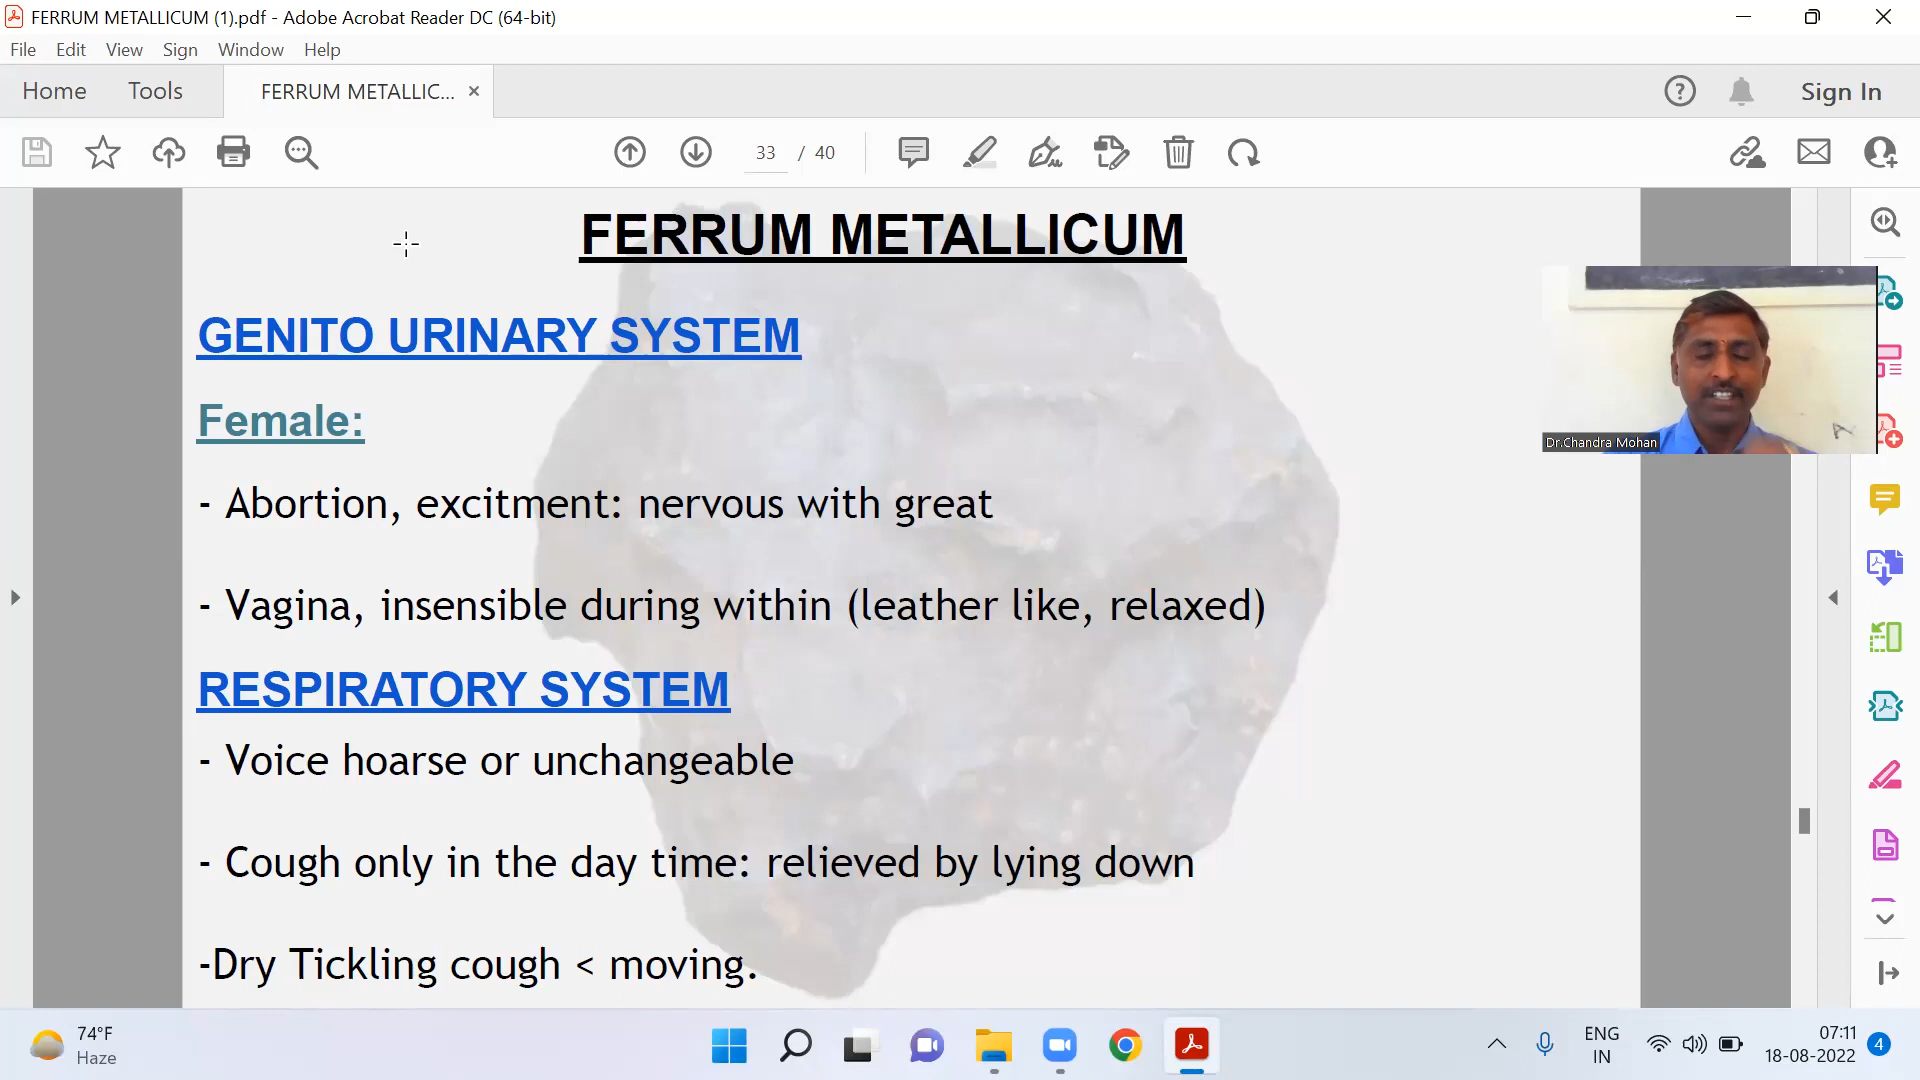 FERRUM METALLICUM (1).pdf - Adobe Acrobat Reader DC (64-bit)
File Edit View Sign Window Help
Home Tools FERRUM METALLIC... × Sign In
33 / 40
FERRUM METALLICUM
GENITO URINARY SYSTEM
Female:
- Abortion, excitment: nervous with great
- Vagina, insensible during within (leather like, relaxed)
RESPIRATORY SYSTEM
- Voice hoarse or unchangeable
- Cough only in the day time: relieved by lying down
-Dry Tickling cough < moving.
Dr.Chandra Mohan
A
74°F
Haze
ENG
IN
07:11
18-08-2022
4